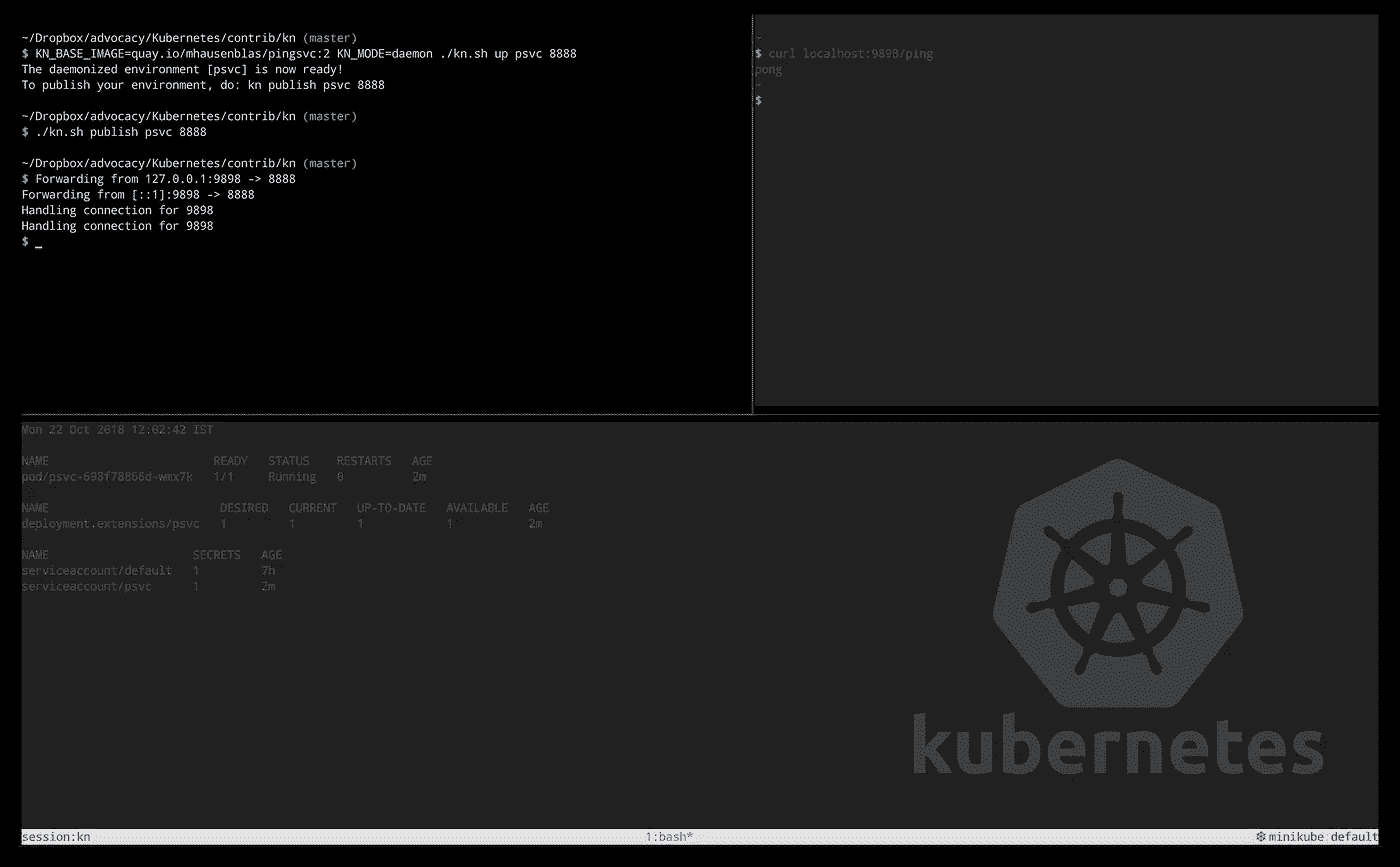 ~/Dropbox/advocacy/Kubernetes/contrib/kn (master)
$ KN_BASE_IMAGE=quay.io/mhausenblas/pingsvc:2 KN_MODE=daemon ./kn.sh up psvc 8888
The daemonized environment [psvc] is now ready!
To publish your environment, do: kn publish psvc 8888
~/Dropbox/advocacy/Kubernetes/contrib/kn (master)
$ ./kn.sh publish psvc 8888
~/Dropbox/advocacy/Kubernetes/contrib/kn (master)
$ Forwarding from 127.0.0.1:9898 -> 8888
Forwarding from [::1]:9898 -> 8888
Handling connection for 9898
Handling connection for 9898
$ _
~
$ curl localhost:9898/ping
pong
~
$
Mon 22 Oct 2018 12:02:42 IST
NAME READY STATUS RESTARTS AGE
pod/psvc-698f78866d-wmx7k 1/1 Running 0 2m
NAME DESIRED CURRENT UP-TO-DATE AVAILABLE AGE
deployment.extensions/psvc 1 1 1 1 2m
NAME SECRETS AGE
serviceaccount/default 1 7h
serviceaccount/psvc 1 2m
kubernetes
session:kn 1:bash* minikube default